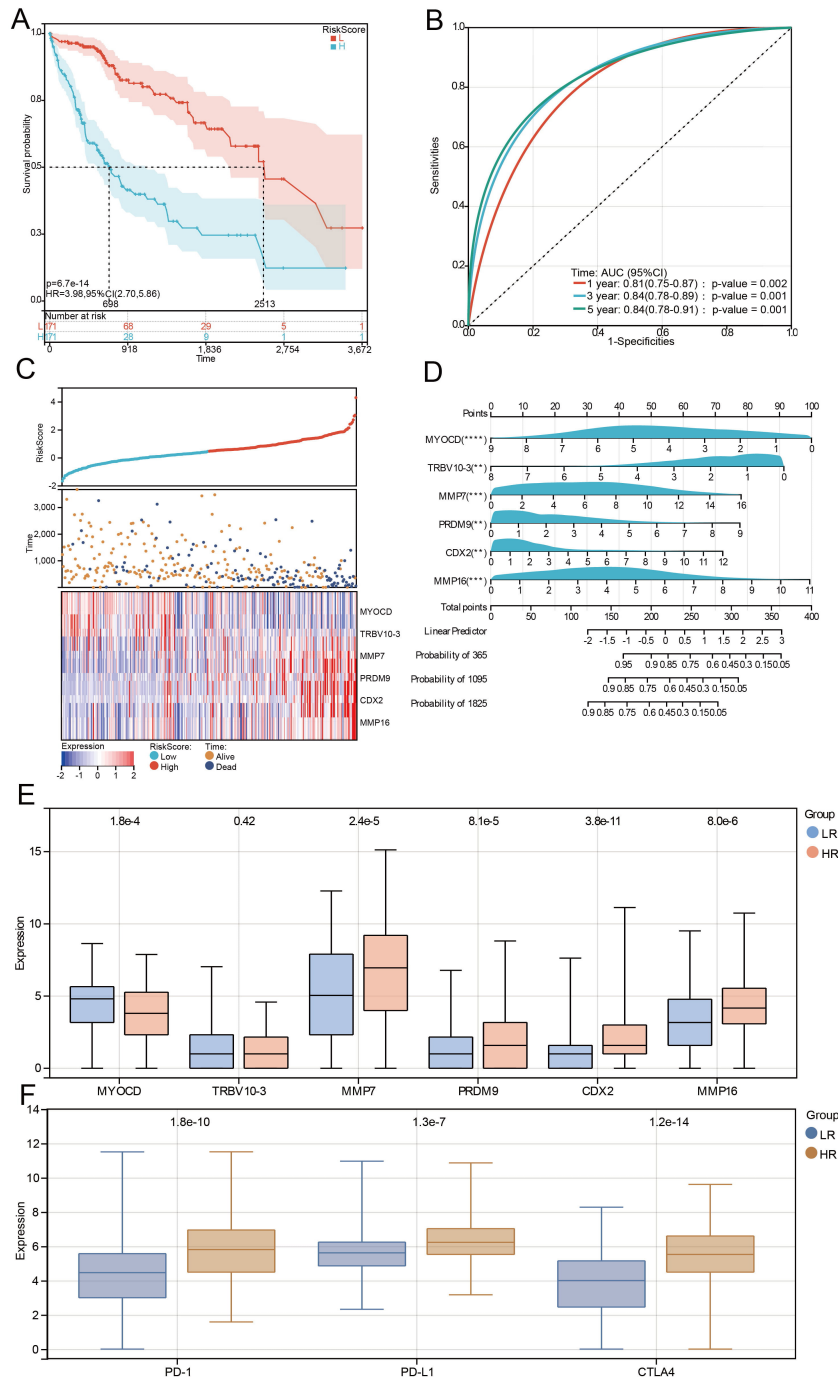 A
RiskScore
L
H
Survival probability
1.0
0.8
0.5
0.3
0.0
p=6.7e-14
HR=3.98,95%CI(2.70,5.86)
698
2513
Number at risk
L 171 68 29 5 1
H 171 28 9 1 1
0 918 1,836 2,754 3,672
Time
B
Sensitivities
1.0
0.8
0.6
0.4
0.2
0.0
Time: AUC (95%CI)
1 year: 0.81(0.75-0.87) : p-value = 0.002
3 year: 0.84(0.78-0.89) : p-value = 0.001
5 year: 0.84(0.78-0.91) : p-value = 0.001
0.0 0.2 0.4 0.6 0.8 1.0
1-Specificities
C
RiskScore
4
2
0
-2
Time
3,000
2,000
1,000
MYOCD
TRBV10-3
MMP7
PRDM9
CDX2
MMP16
Expression
-2 -1 0 1 2
RiskScore:
Low
High
Time:
Alive
Dead
D
Points
0 10 20 30 40 50 60 70 80 90 100
MYOCD(****)
9 8 7 6 5 4 3 2 1 0
TRBV10-3(**)
8 7 6 5 4 3 2 1 0
MMP7(***)
0 2 4 6 8 10 12 14 16
PRDM9(**)
0 1 2 3 4 5 6 7 8 9
CDX2(**)
0 1 2 3 4 5 6 7 8 9 10 11 12
MMP16(***)
0 1 2 3 4 5 6 7 8 9 10 11
Total points
0 50 100 150 200 250 300 350 400
Linear Predictor
-2 -1.5 -1 -0.5 0 0.5 1 1.5 2 2.5 3
Probability of 365
0.95 0.9 0.85 0.75 0.6 0.45 0.3 0.15 0.05
Probability of 1095
0.9 0.85 0.75 0.6 0.45 0.3 0.15 0.05
Probability of 1825
0.9 0.85 0.75 0.6 0.45 0.3 0.15 0.05
E
1.8e-4 0.42 2.4e-5 8.1e-5 3.8e-11 8.0e-6
Group
LR
HR
Expression
15
10
5
0
MYOCD TRBV10-3 MMP7 PRDM9 CDX2 MMP16
F
1.8e-10 1.3e-7 1.2e-14
Group
LR
HR
Expression
14
12
10
8
6
4
2
0
PD-1 PD-L1 CTLA4